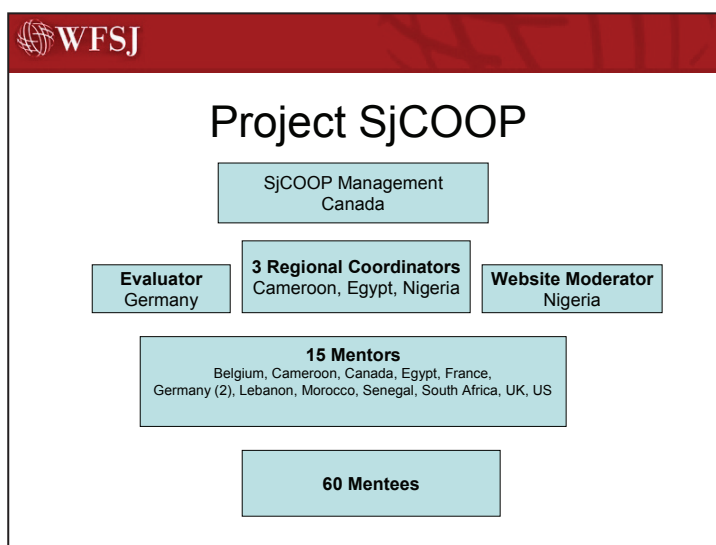 WFSJ
Project SjCOOP
SjCOOP Management
Canada
Evaluator
Germany
3 Regional Coordinators
Cameroon, Egypt, Nigeria
Website Moderator
Nigeria
15 Mentors
Belgium, Cameroon, Canada, Egypt, France,
Germany (2), Lebanon, Morocco, Senegal, South Africa, UK, US
60 Mentees